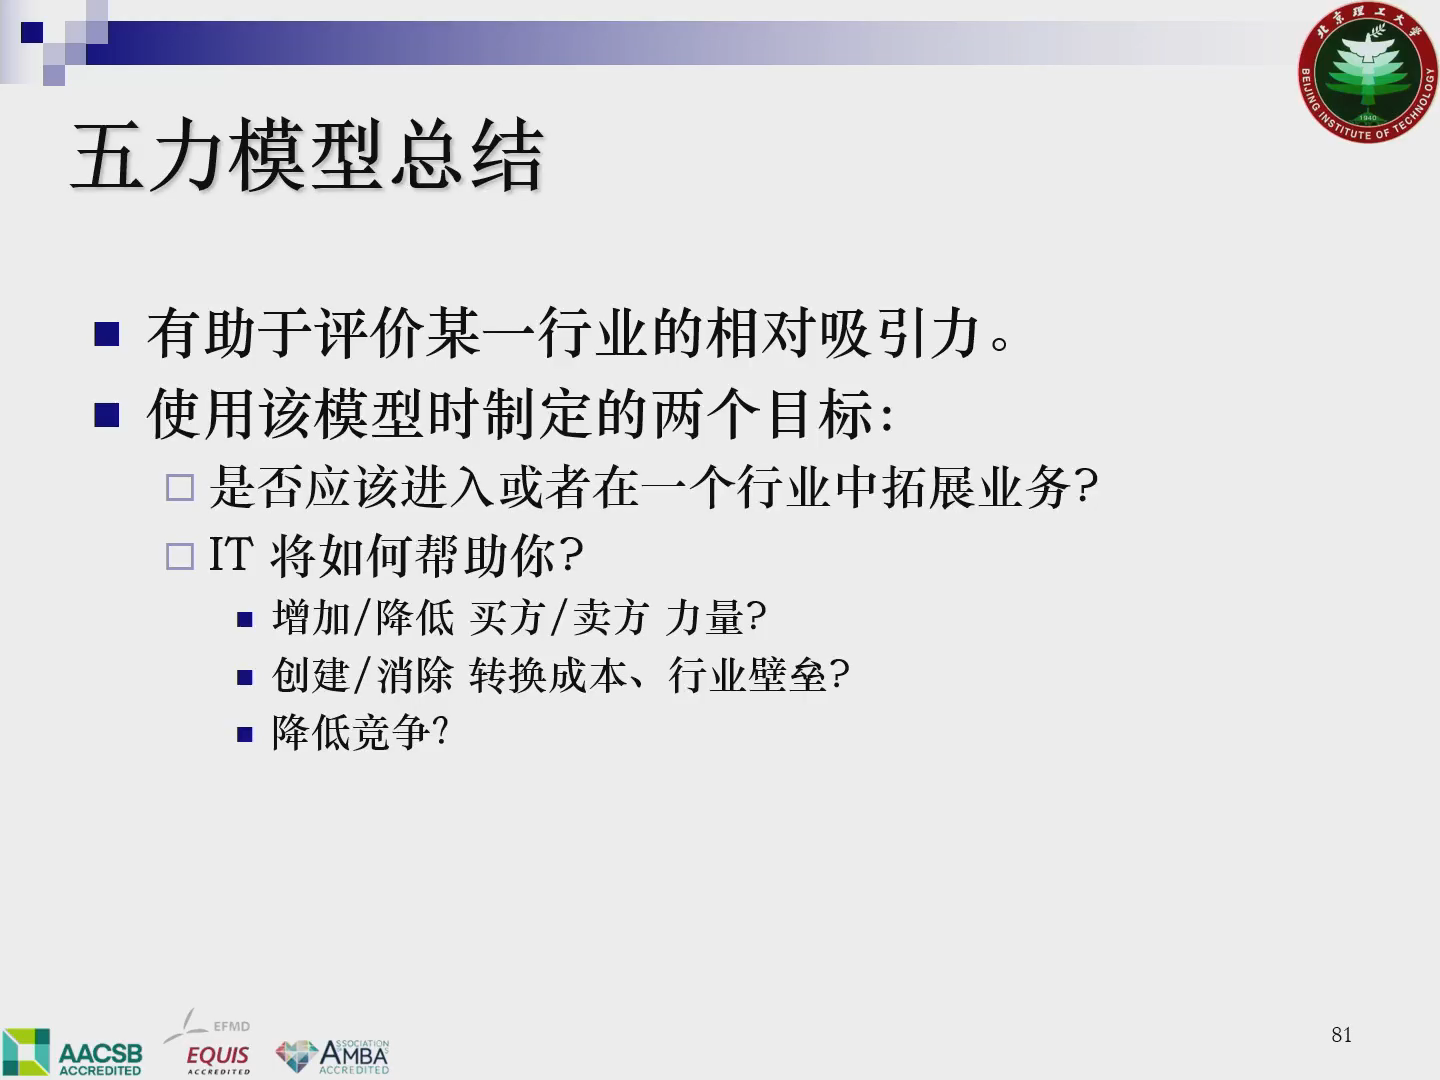 北京理工大学
BEIJING INSTITUTE OF TECHNOLOGY
1940
五力模型总结
有助于评价某一行业的相对吸引力。
使用该模型时制定的两个目标:
是否应该进入或者在一个行业中拓展业务?
IT 将如何帮助你?
增加/降低 买方/卖方 力量?
创建/消除 转换成本、行业壁垒?
降低竞争?
81
AACSB
ACCREDITED
EFMD
EQUIS
ACCREDITED
ASSOCIATION
AMBA
ACCREDITED